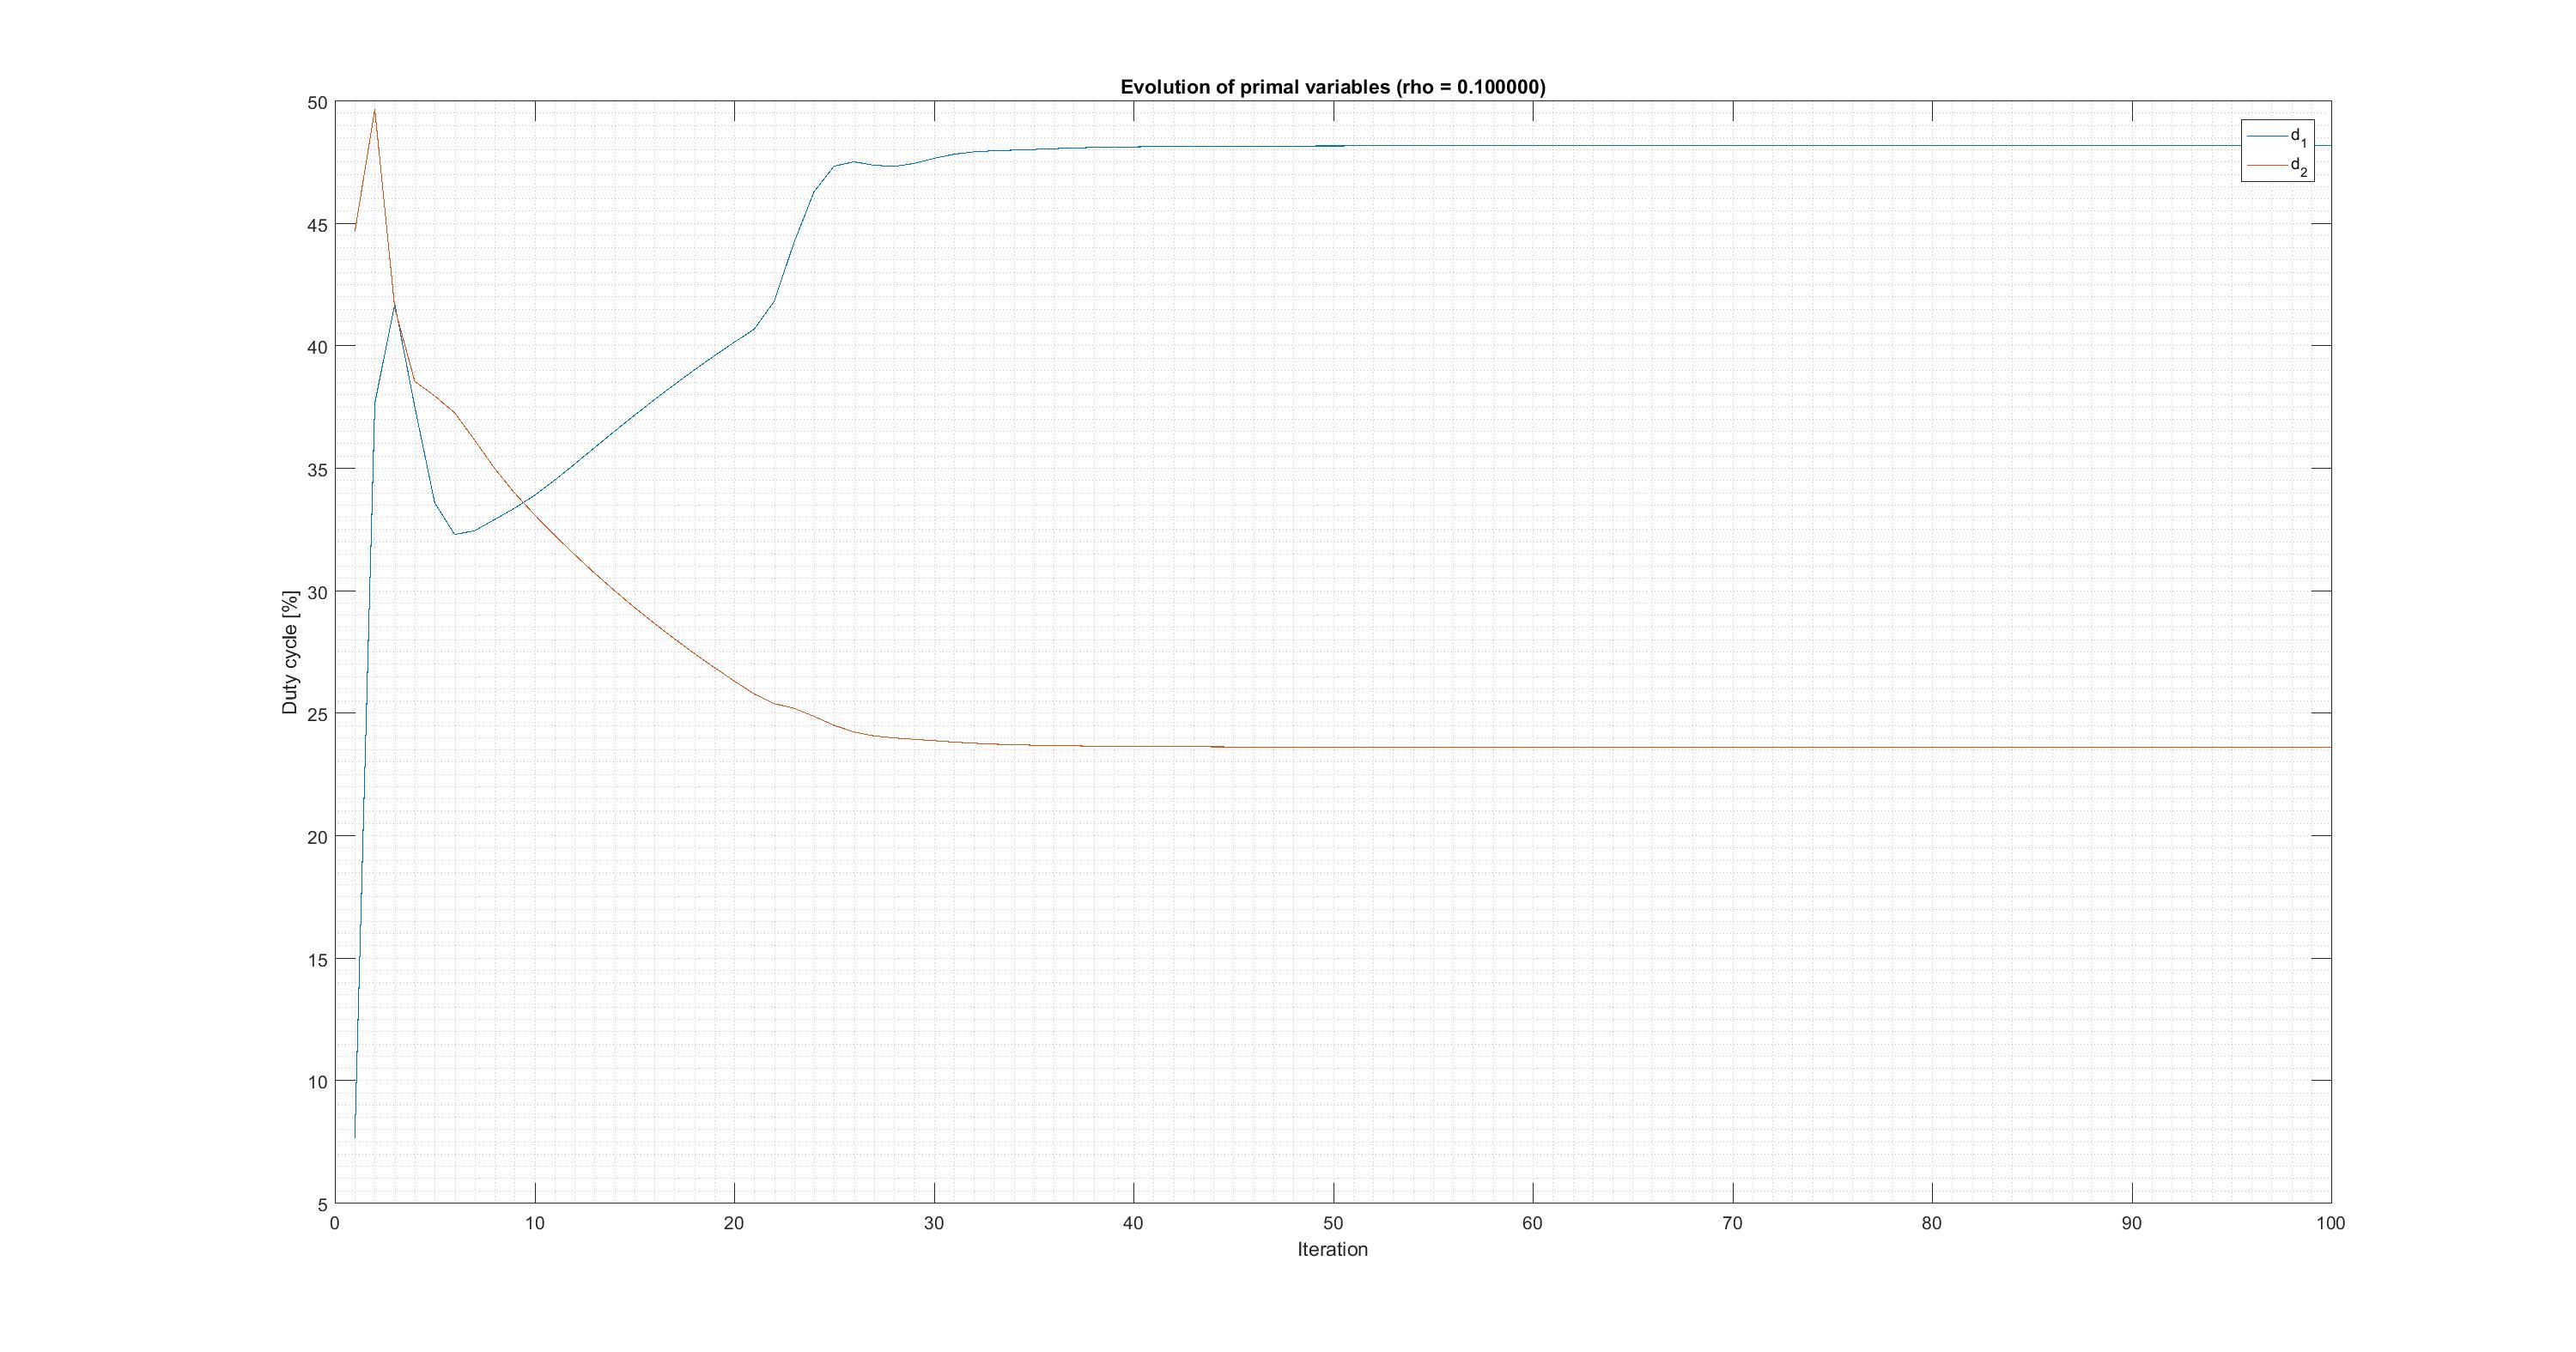 Evolution of primal variables (rho = 0.100000)
50
45
40
35
30
25
20
15
10
5
Duty cycle [%]
d1
d2
0 10 20 30 40 50 60 70 80 90 100
Iteration